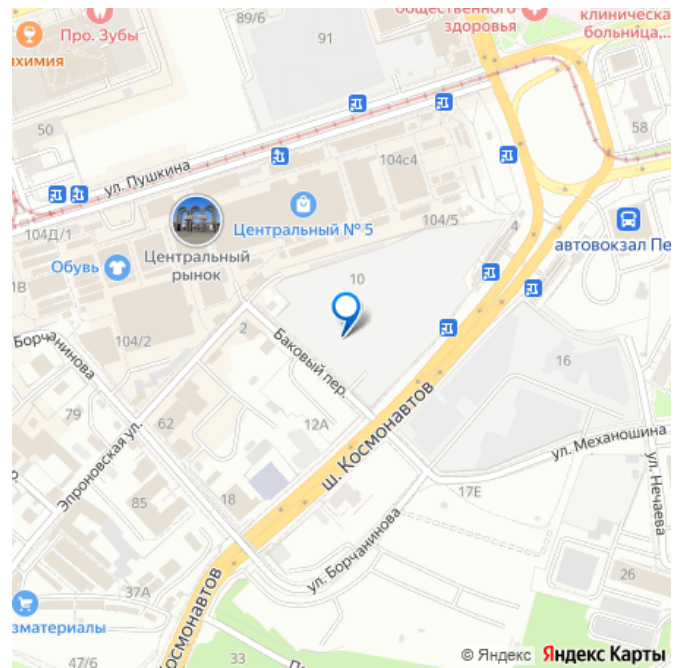 89/6
общественного
здоровья
клиническа
больница,...
Про. Зубы
91
лхимия
50
58
ул. Пушкина
104с4
104/5
4
Центральный № 5
автовокзал Пе
104Д/1
Центральный
рынок
Обувь
10
1В
2
104/2
Борчанинова
Баковый пер.
16
79
62
12А
ш. Космонавтов
ул. Механошина
Эпроновская ул.
ул. Нечаева
85
18
17Е
ул. Борчанинова
26
37А
зматериалы
ОСМОНАВТОВ
47/6
33
© Яндекс Яндекс Карты